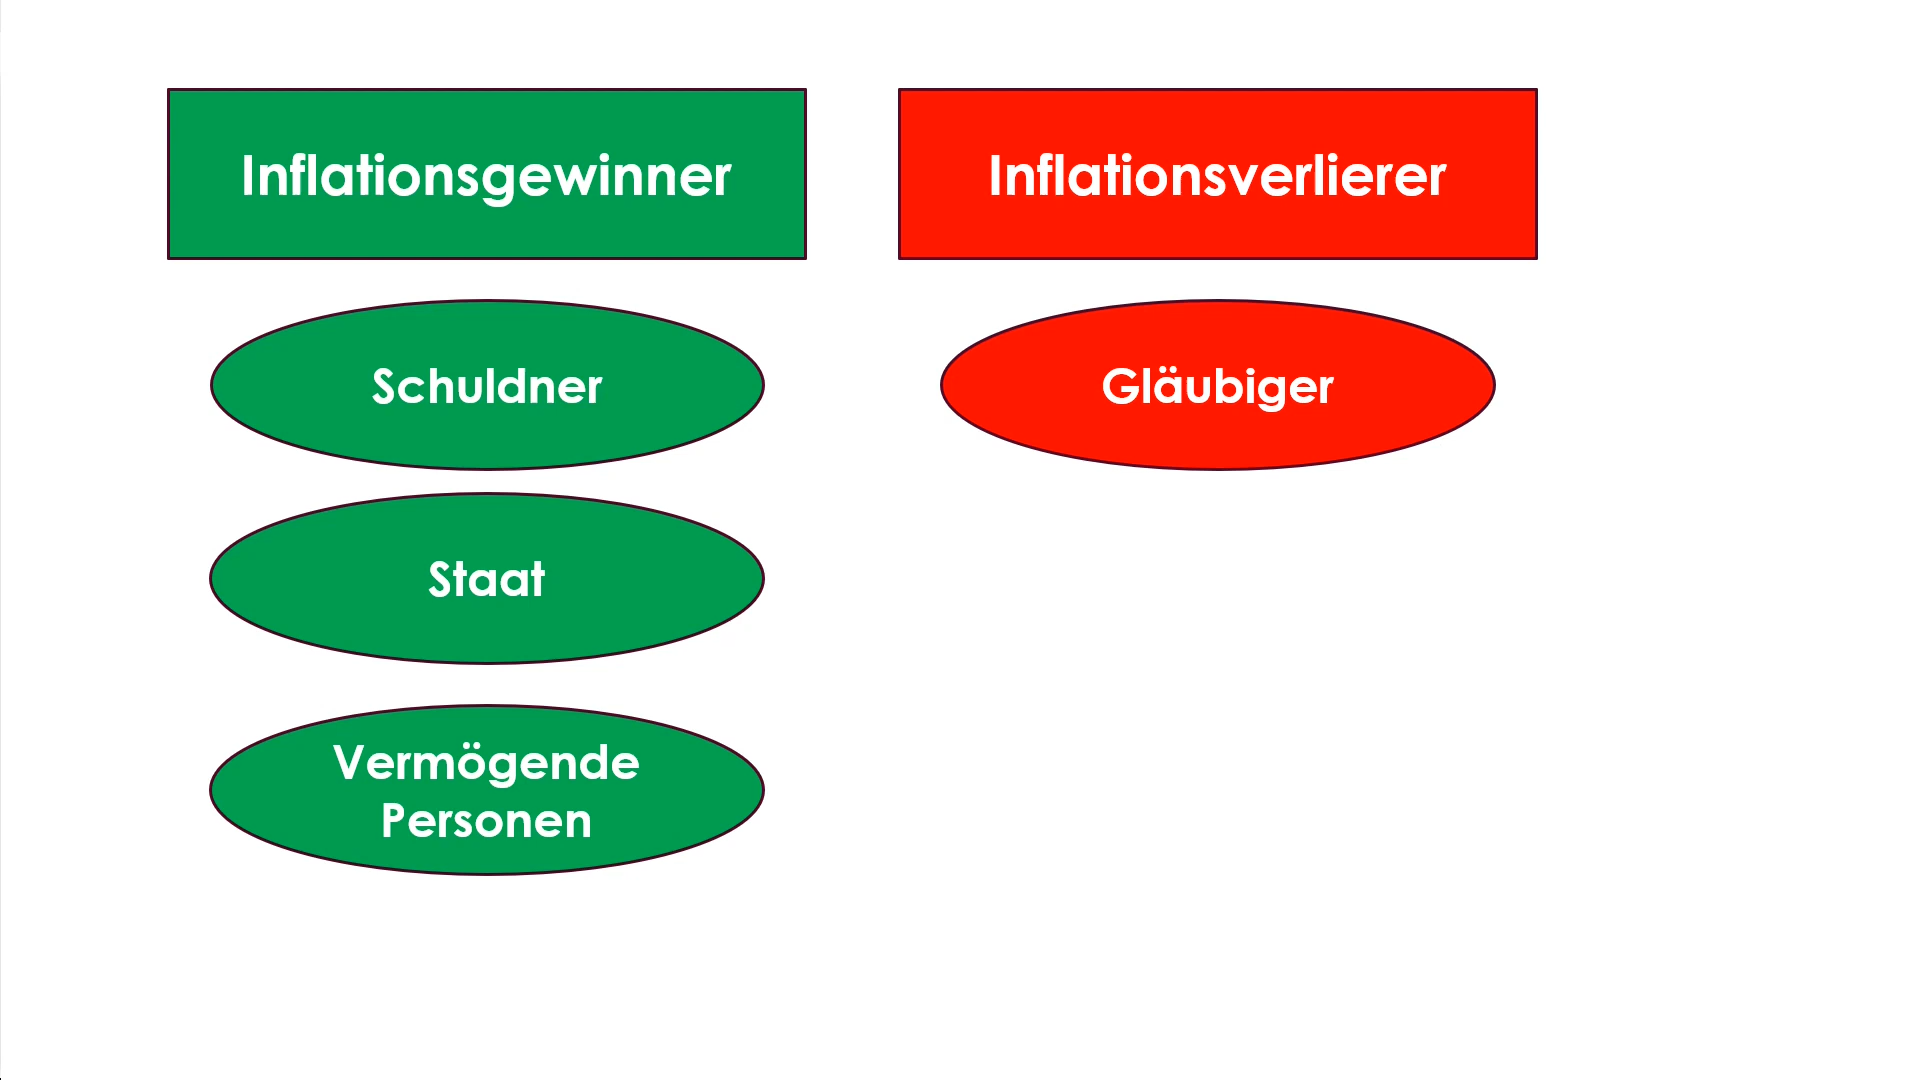 Inflationsgewinner
Inflationsverlierer
Schuldner
Gläubiger
Staat
Vermögende
Personen